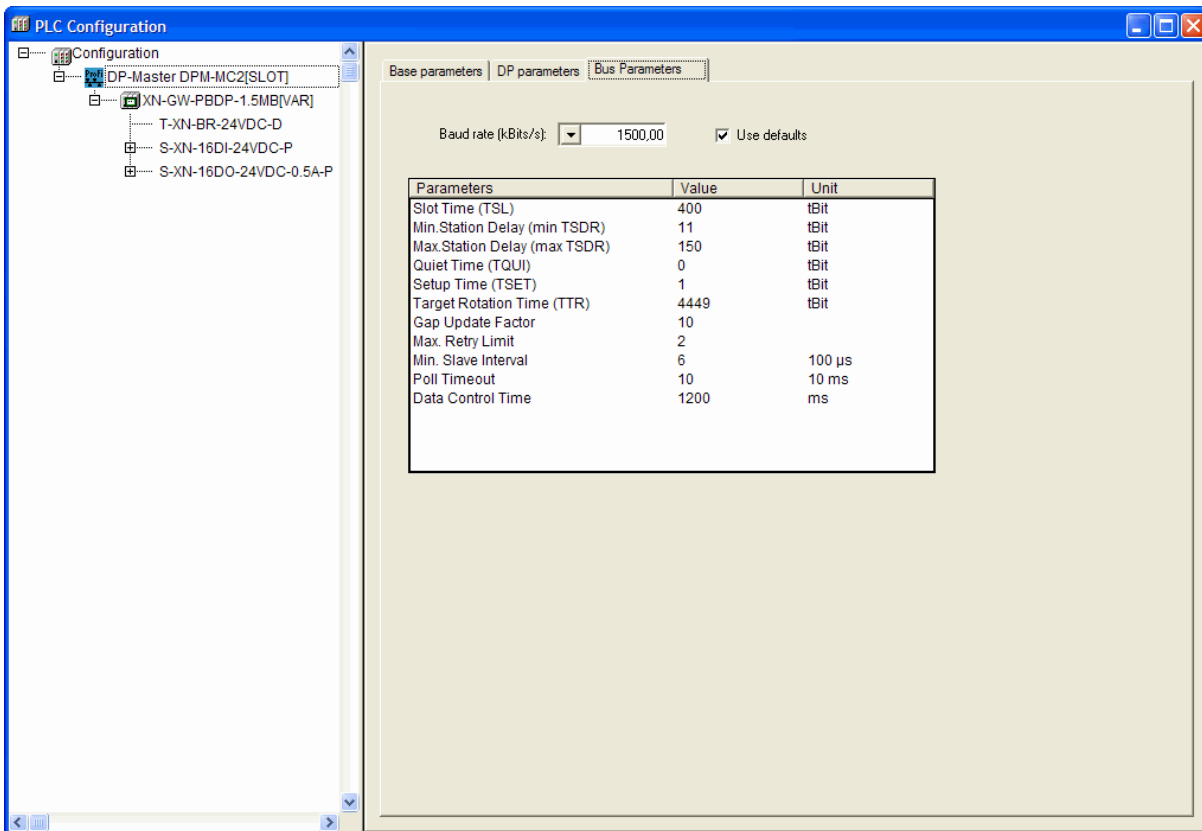 PLC Configuration
Configuration
DP-Master DPM-MC2[SLOT]
XN-GW-PBDP-1.5MB[VAR]
T-XN-BR-24VDC-D
S-XN-16DI-24VDC-P
S-XN-16DO-24VDC-0.5A-P
Base parameters DP parameters Bus Parameters
Baud rate (kBits/s): 1500,00 Use defaults
Parameters Value Unit
Slot Time (TSL) 400 tBit
Min.Station Delay (min TSDR) 11 tBit
Max.Station Delay (max TSDR) 150 tBit
Quiet Time (TQUI) 0 tBit
Setup Time (TSET) 1 tBit
Target Rotation Time (TTR) 4449 tBit
Gap Update Factor 10
Max. Retry Limit 2
Min. Slave Interval 6 100 µs
Poll Timeout 10 10 ms
Data Control Time 1200 ms